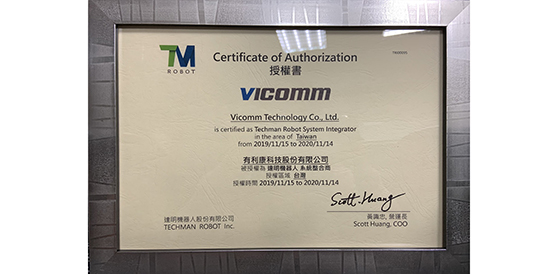 TM
ROBOT
Certificate of Authorization
授權書
VICOMM
Vicomm Technology Co., Ltd.
is certified as Techman Robot System Integrator
in the area of Taiwan
from 2019/11/15 to 2020/11/14
有利康科技股份有限公司
被授權為 達明機器人 系統整合商
授權區域 台灣
授權時間 2019/11/15 to 2020/11/14
Scott. Huang
達明機器人股份有限公司
TECHMAN ROBOT Inc.
黃識忠, 營運長
Scott Huang, COO